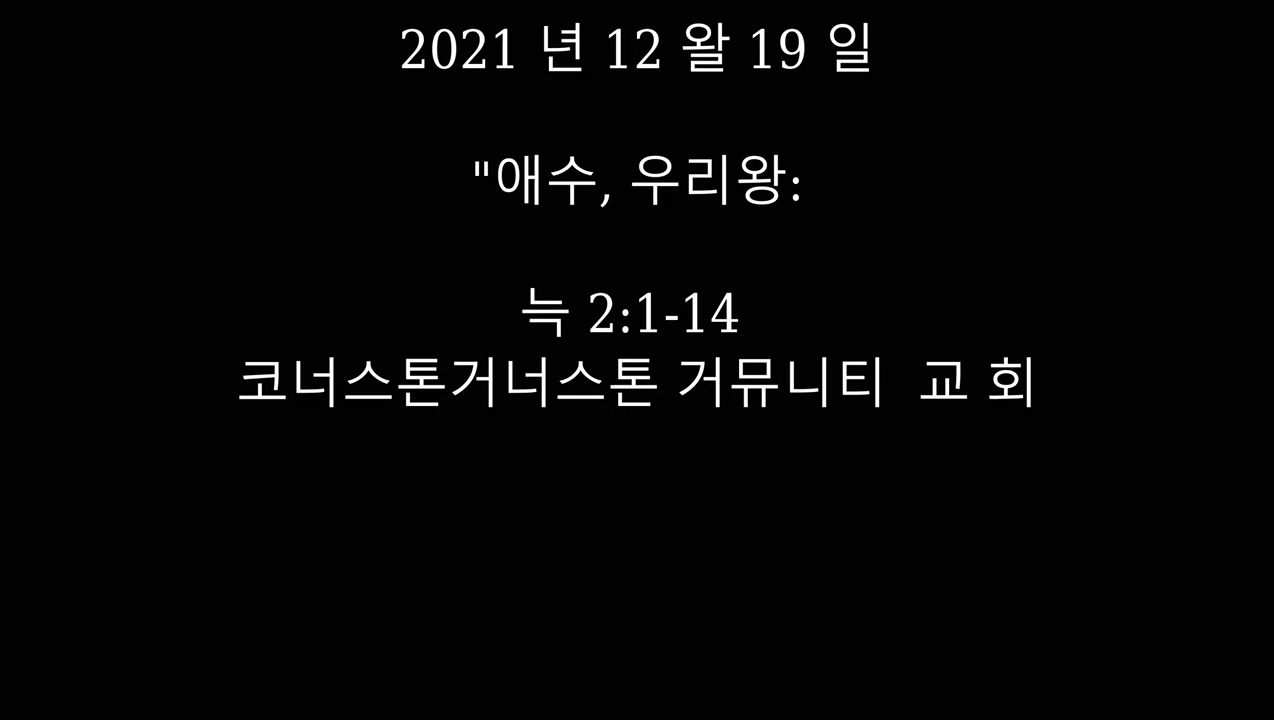 2021 년 12 왈 19 일
"애수, 우리왕:
늑 2:1-14
코너스톤거너스톤 거뮤니티 교 회